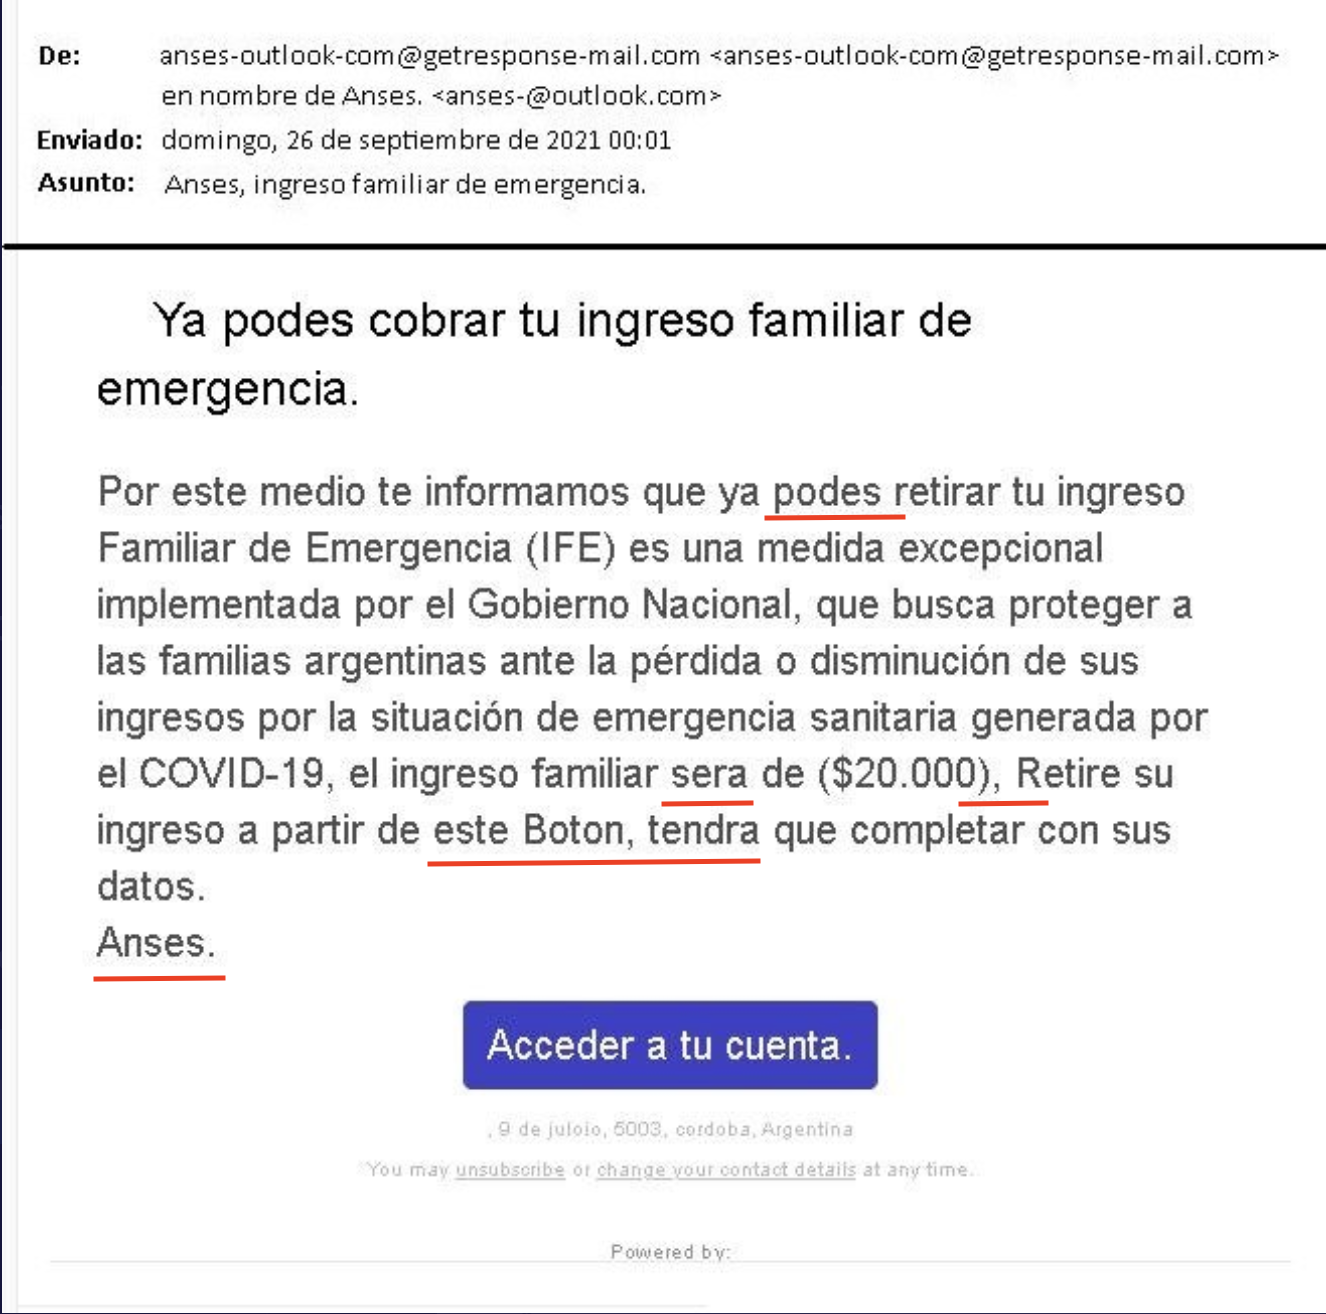 De: anses-outlook-com@getresponse-mail.com <anses-outlook-com@getresponse-mail.com>
en nombre de Anses. <anses-@outlook.com>
Enviado: domingo, 26 de septiembre de 2021 00:01
Asunto: Anses, ingreso familiar de emergencia.
Ya podes cobrar tu ingreso familiar de
emergencia.
Por este medio te informamos que ya podes retirar tu ingreso
Familiar de Emergencia (IFE) es una medida excepcional
implementada por el Gobierno Nacional, que busca proteger a
las familias argentinas ante la pérdida o disminución de sus
ingresos por la situación de emergencia sanitaria generada por
el COVID-19, el ingreso familiar sera de ($20.000), Retire su
ingreso a partir de este Boton, tendra que completar con sus
datos.
Anses.
Acceder a tu cuenta.
, 9 de juloio, 5003, cordoba, Argentina
You may unsubscribe or change your contact details at any time.
Powered by: